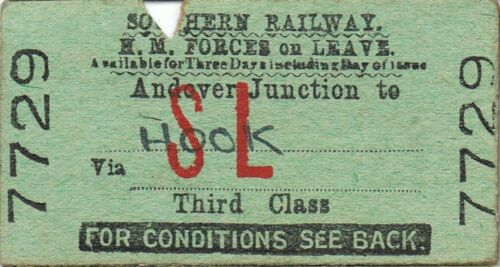 SOUTHERN RAILWAY.
H. M. FORCES on LEAVE.
Available for Three Days including Day of issue
Andover Junction to
HOOK
SL
Via
Third Class
FOR CONDITIONS SEE BACK.
7729
7729